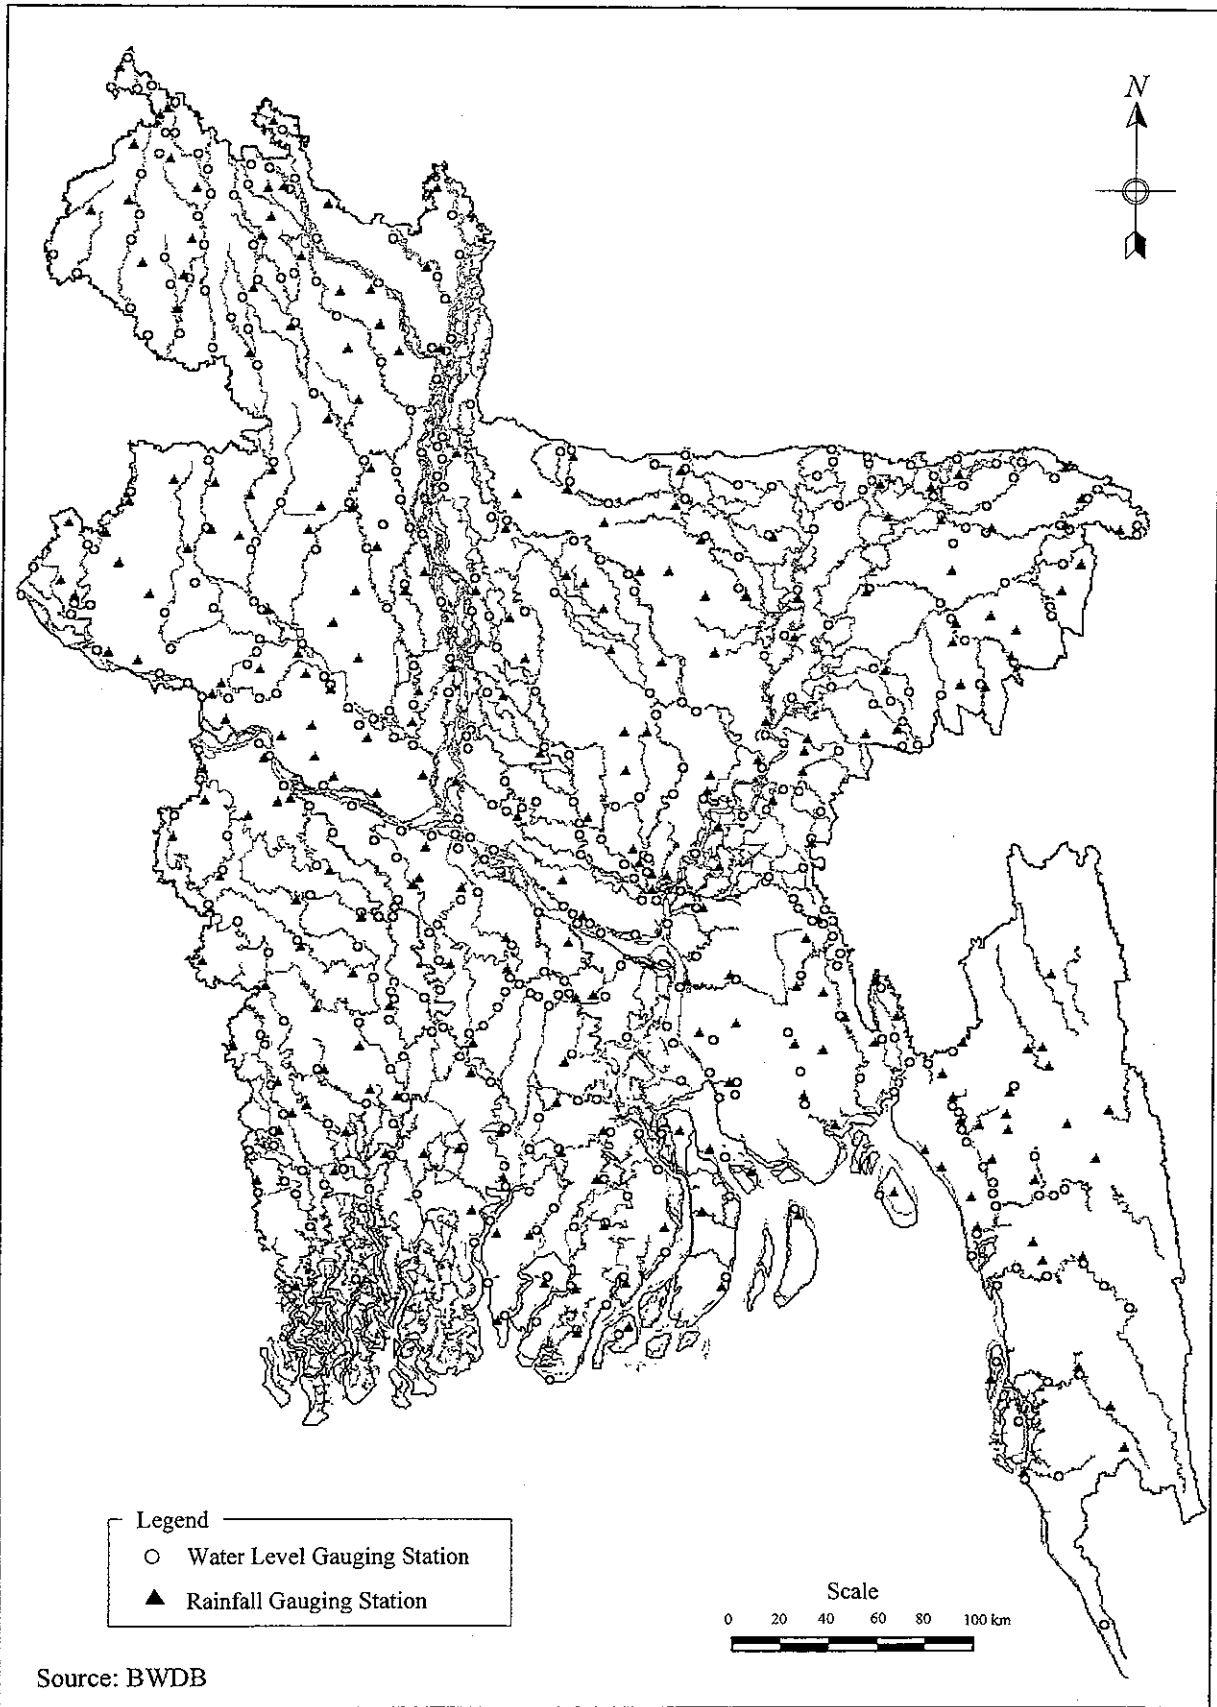 N
Legend
Water Level Gauging Station
Rainfall Gauging Station
Scale
0 20 40 60 80 100 km
Source: BWDB